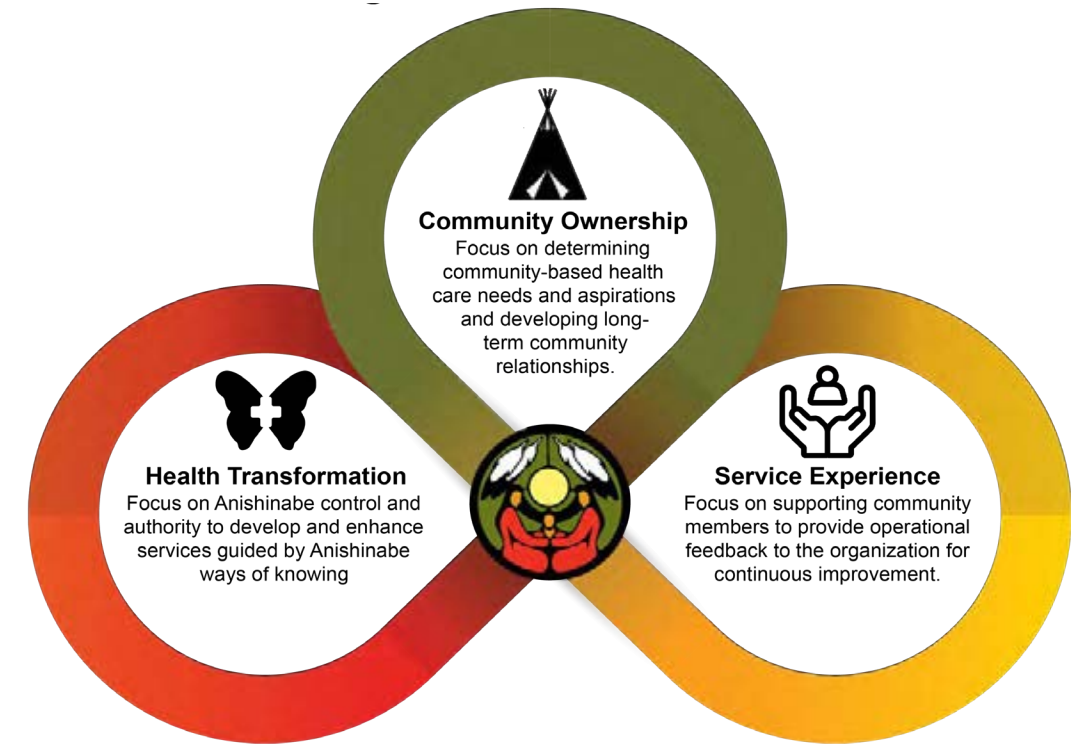 Community Ownership
Focus on determining
community-based health
care needs and aspirations
and developing long-
term community
relationships.
Health Transformation
Focus on Anishinabe control and
authority to develop and enhance
services guided by Anishinabe
ways of knowing
Service Experience
Focus on supporting community
members to provide operational
feedback to the organization for
continuous improvement.